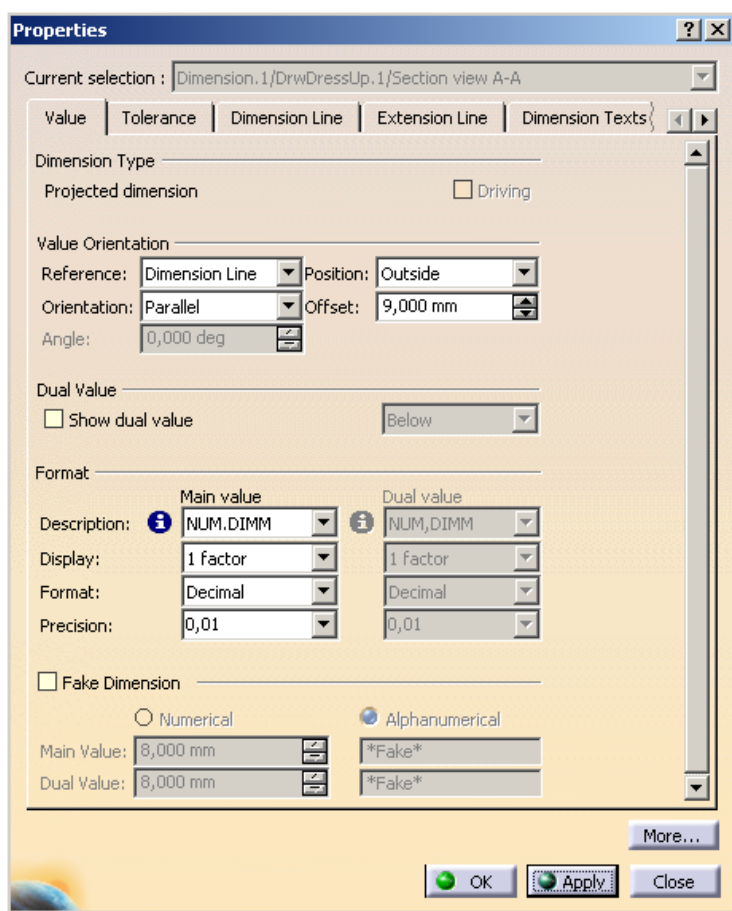 Properties
Current selection : Dimension.1/DrwDressUp.1/Section view A-A
Value Tolerance Dimension Line Extension Line Dimension Texts
Dimension Type
Projected dimension Driving
Value Orientation
Reference: Dimension Line Position: Outside
Orientation: Parallel Offset: 9,000 mm
Angle: 0,000 deg
Dual Value
Show dual value Below
Format
Main value Dual value
Description: NUM.DIMM NUM,DIMM
Display: 1 factor 1 factor
Format: Decimal Decimal
Precision: 0,01 0,01
Fake Dimension
Numerical Alphanumerical
Main Value: 8,000 mm *Fake*
Dual Value: 8,000 mm *Fake*
More...
OK Apply Close